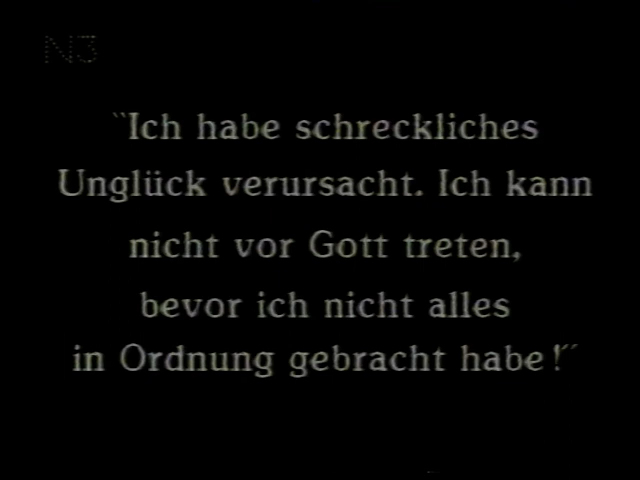 N3
"Ich habe schreckliches
Unglück verursacht. Ich kann
nicht vor Gott treten,
bevor ich nicht alles
in Ordnung gebracht habe!"